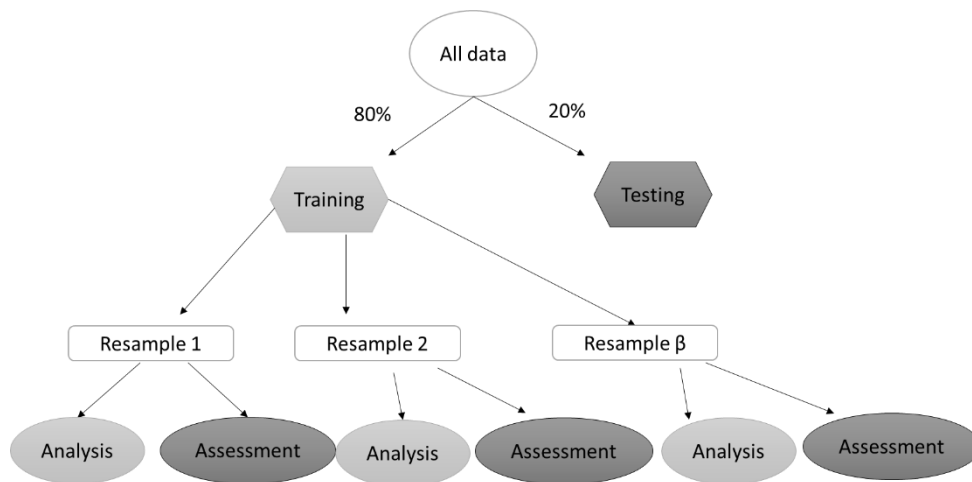 All data
80%
20%
Training
Testing
Resample 1
Resample 2
Resample β
Analysis
Assessment
Analysis
Assessment
Analysis
Assessment